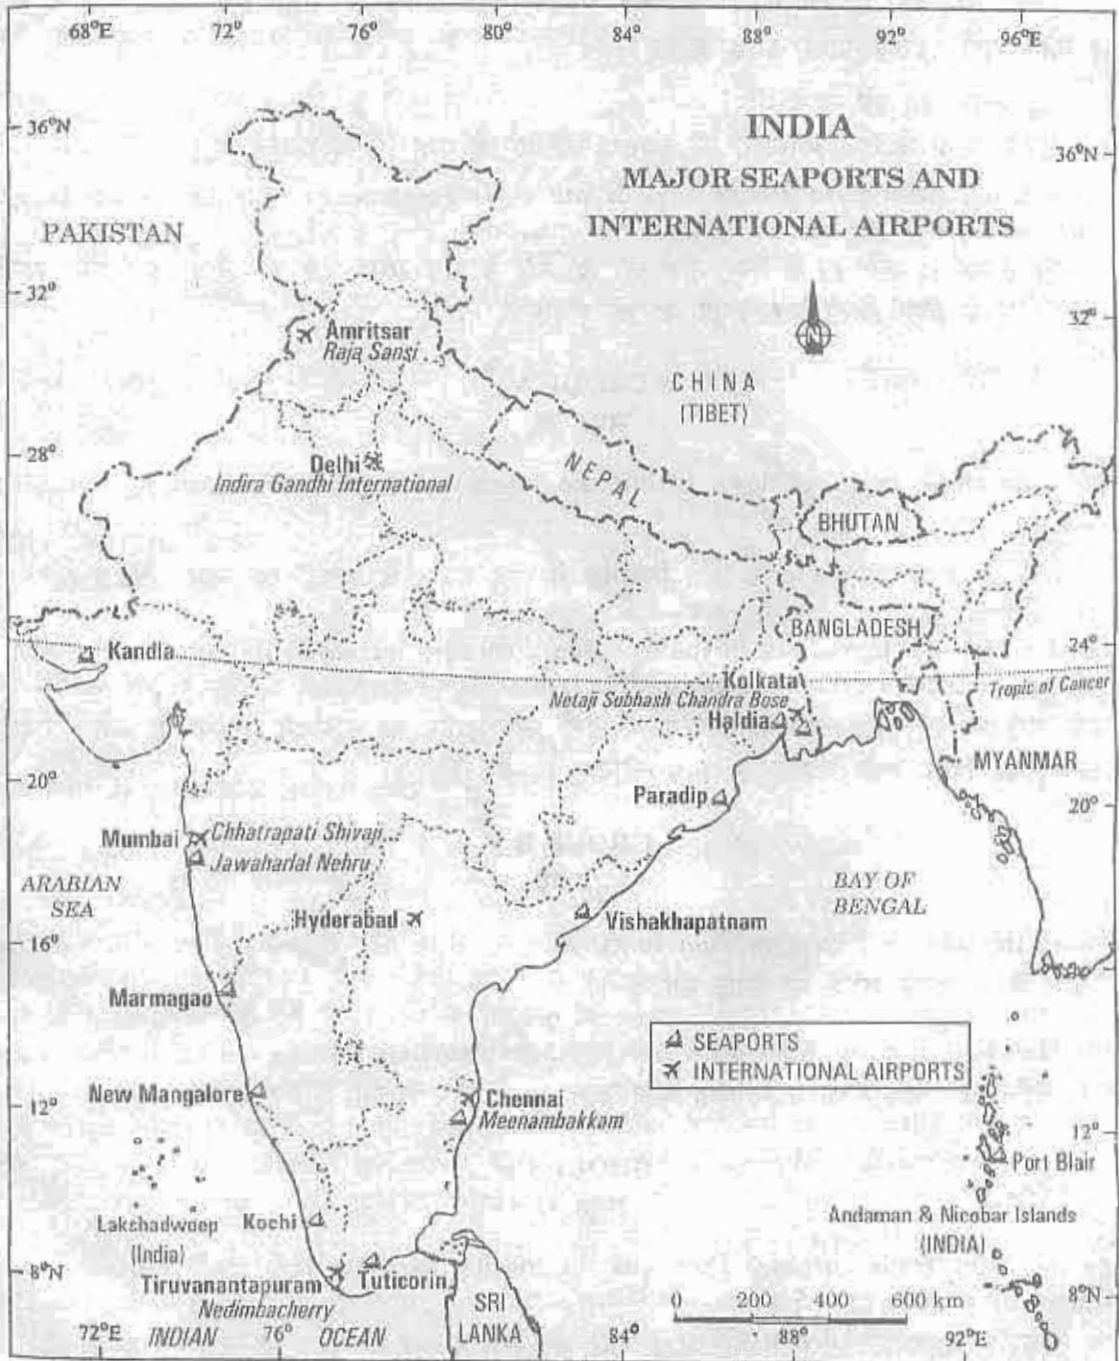 68°E 72° 76° 80° 84° 88° 92° 96°E
36°N
INDIA
36°N
MAJOR SEAPORTS AND
INTERNATIONAL AIRPORTS
PAKISTAN
32°
32°
Amritsar
Raja Sansi
CHINA
(TIBET)
28°
Delhi
Indira Gandhi International
NEPAL
28°
BHUTAN
BANGLADESH
Kandla
24°
Kolkata
Tropic of Cancer
Netaji Subhash Chandra Bose
Haldia
MYANMAR
20°
Paradip
20°
Mumbai
Chhatrapati Shivaji
Jawaharlal Nehru
ARABIAN
SEA
BAY OF
BENGAL
Hyderabad
Vishakhapatnam
16°
Marmagao
SEAPORTS
INTERNATIONAL AIRPORTS
New Mangalore
Chennai
12°
Meenambakkam
12°
Port Blair
Lakshadweep
(India)
Kochi
Andaman & Nicobar Islands
(INDIA)
8°N
Tiruvanantapuram
Tuticorin
Nedimbacherry
SRI
LANKA
0 200 400 600 km
8°N
72°E INDIAN 76° OCEAN 84° 88° 92°E